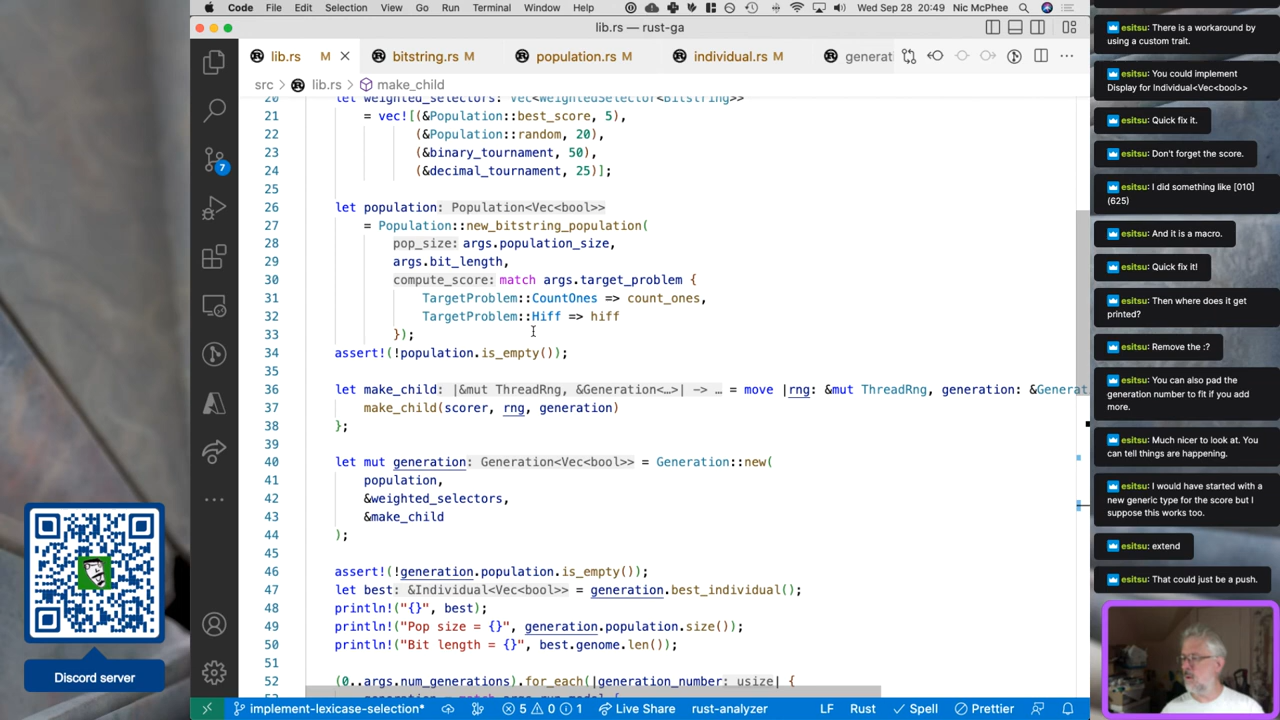 Code File Edit Selection View Go Run Terminal Window Help Wed Sep 28 20:49 Nic McPhee
lib.rs — rust-ga
lib.rs M bitstring.rs M population.rs M individual.rs M generat
src > lib.rs > make_child
20 let weighted_selectors: Vec<WeightedSelector<Bitstring>>
21 = vec![(&Population::best_score, 5),
22 (&Population::random, 20),
23 (&binary_tournament, 50),
24 (&decimal_tournament, 25)];
25
26 let population: Population<Vec<bool>>
27 = Population::new_bitstring_population(
28 pop_size: args.population_size,
29 args.bit_length,
30 compute_score: match args.target_problem {
31 TargetProblem::CountOnes => count_ones,
32 TargetProblem::Hiff => hiff
33 });
34 assert!(!population.is_empty());
35
36 let make_child: |&mut ThreadRng, &Generation<…>| -> … = move |rng: &mut ThreadRng, generation: &Genera
37 make_child(scorer, rng, generation)
38 };
39
40 let mut generation: Generation<Vec<bool>> = Generation::new(
41 population,
42 &weighted_selectors,
43 &make_child
44 );
45
46 assert!(!generation.population.is_empty());
47 let best: &Individual<Vec<bool>> = generation.best_individual();
48 println!("{}", best);
49 println!("Pop size = {}", generation.population.size());
50 println!("Bit length = {}", best.genome.len());
51
52 (0..args.num_generations).for_each(|generation_number: usize| {
7
implement-lexicase-selection* 5 0 1 Live Share rust-analyzer LF Rust Spell Prettier
Discord server
esitsu: There is a workaround by
using a custom trait.
esitsu: You could implement
Display for Individual<Vec<bool>>
esitsu: Quick fix it.
esitsu: Don't forget the score.
esitsu: I did something like [010]
(625)
esitsu: And it is a macro.
esitsu: Quick fix it!
esitsu: Then where does it get
printed?
esitsu: Remove the :?
esitsu: You can also pad the
generation number to fit if you add
more.
esitsu: Much nicer to look at. You
can tell things are happening.
esitsu: I would have started with a
new generic type for the score but I
suppose this works too.
esitsu: extend
esitsu: That could just be a push.